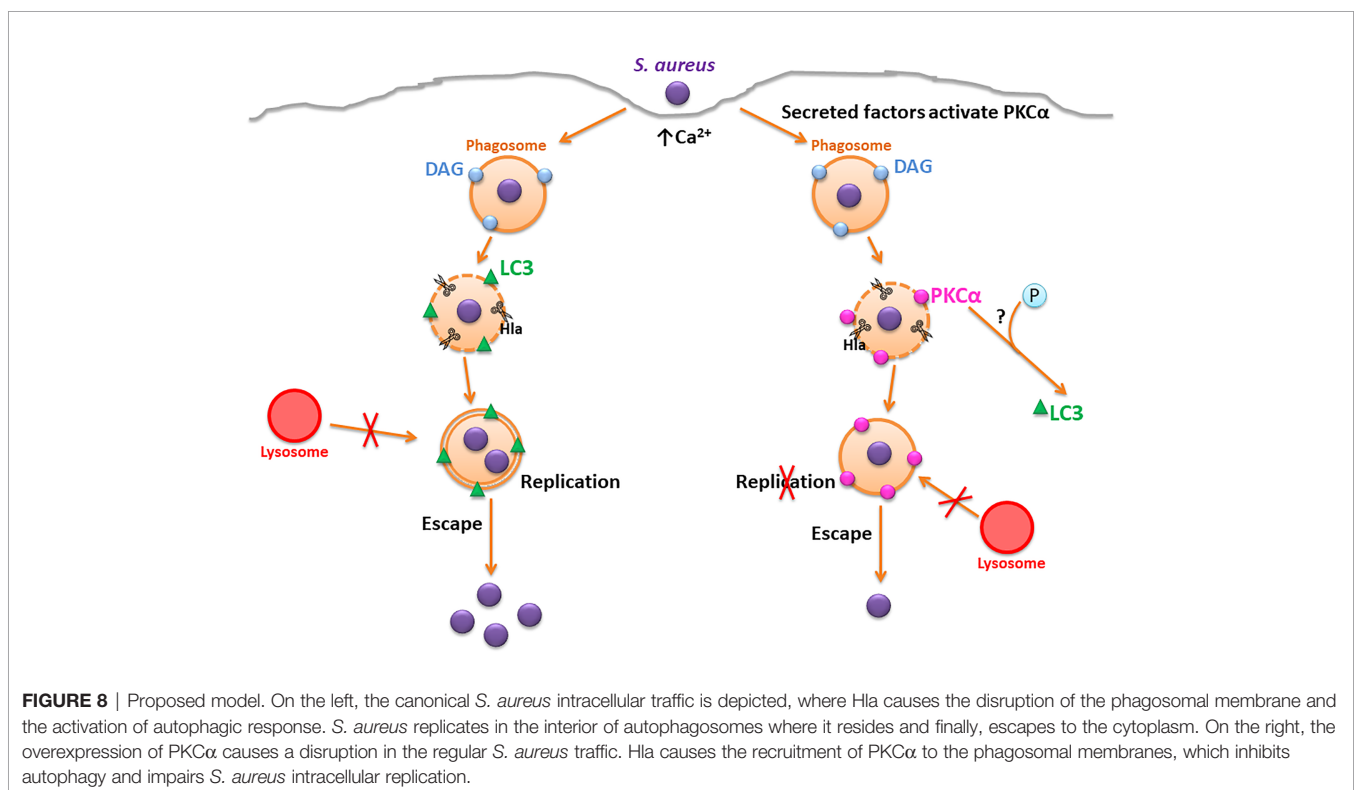 S. aureus
Secreted factors activate PKCα
↑Ca²⁺
Phagosome
DAG
Phagosome
DAG
LC3
Hla
PKCα
P
?
Hla
LC3
Lysosome
Replication
Replication
Escape
Escape
Lysosome
FIGURE 8 | Proposed model. On the left, the canonical S. aureus intracellular traffic is depicted, where Hla causes the disruption of the phagosomal membrane and
the activation of autophagic response. S. aureus replicates in the interior of autophagosomes where it resides and finally, escapes to the cytoplasm. On the right, the
overexpression of PKCα causes a disruption in the regular S. aureus traffic. Hla causes the recruitment of PKCα to the phagosomal membranes, which inhibits
autophagy and impairs S. aureus intracellular replication.